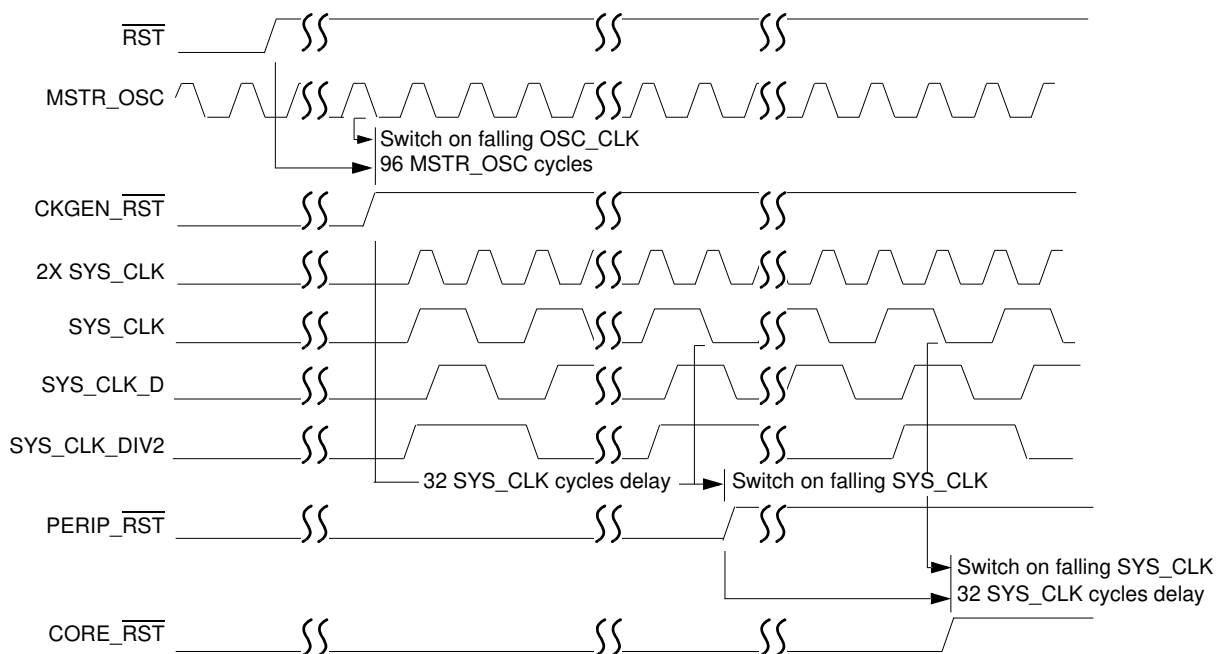 RST
MSTR_OSC
Switch on falling OSC_CLK
96 MSTR_OSC cycles
CKGEN_RST
2X SYS_CLK
SYS_CLK
SYS_CLK_D
SYS_CLK_DIV2
32 SYS_CLK cycles delay
Switch on falling SYS_CLK
PERIP_RST
Switch on falling SYS_CLK
32 SYS_CLK cycles delay
CORE_RST